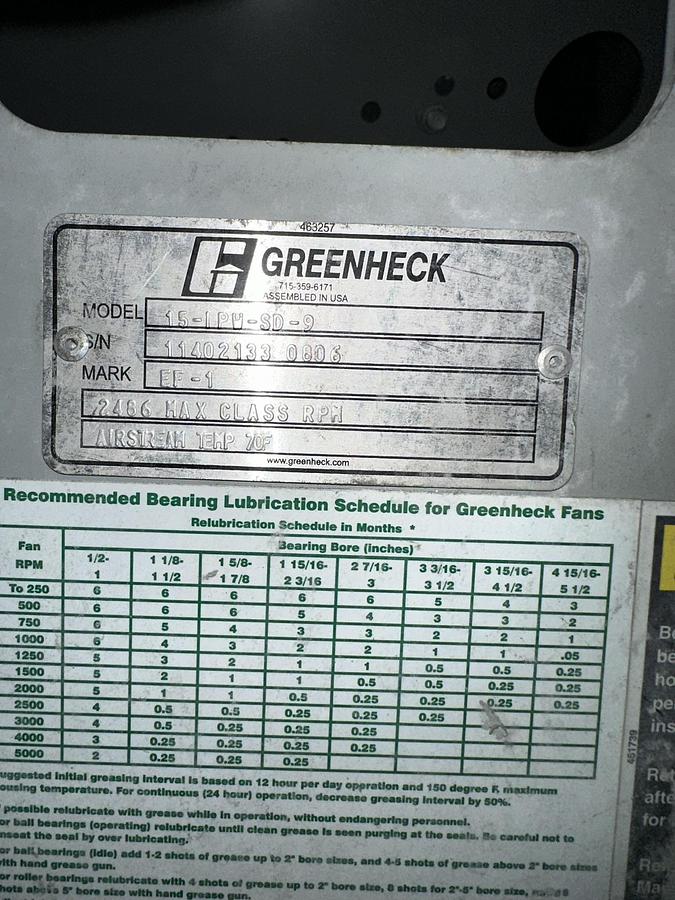 463257
GREENHECK
715-359-6171
ASSEMBLED IN USA
MODEL 15-IPW-SD-9
S/N 11402133 0806
MARK EF-1
2486 MAX CLASS RPM
AIRSTREAM TEMP 70F
www.greenheck.com
Recommended Bearing Lubrication Schedule for Greenheck Fans
Relubrication Schedule in Months *
Fan RPM Bearing Bore (inches)
1/2-1 1 1/8-1 1/2 1 5/8-1 7/8 1 15/16-2 3/16 2 7/16-3 3 3/16-3 1/2 3 15/16-4 1/2 4 15/16-5 1/2
To 250 6 6 6 6 6 5 4 3
500 6 6 6 5 4 3 3 2
750 6 5 4 3 3 2 2 1
1000 6 4 3 2 2 1 1 .05
1250 5 3 2 1 1 0.5 0.5 0.25
1500 5 2 1 1 0.5 0.5 0.25 0.25
2000 5 1 1 0.5 0.25 0.25 0.25 0.25
2500 4 0.5 0.5 0.25 0.25 0.25
3000 4 0.5 0.25 0.25 0.25
4000 3 0.25 0.25 0.25 0.25
5000 2 0.25 0.25 0.25
uggested initial greasing interval is based on 12 hour per day oppration and 150 degree F. maximum
ousing temperature. For continuous (24 hour) operation, decrease greasing interval by 50%.
possible relubricate with grease while in operation, without endangering personnel.
or ball bearings (operating) relubricate until clean grease is seen purging at the seals. Be careful not to
nseat the seal by over lubricating.
or ball bearings (idle) add 1-2 shots of grease up to 2" bore sizes, and 4-5 shots of grease above 2" bore sizes
with hand grease gun.
or roller bearings relubricate with 4 shots of grease up to 2" bore size, 8 shots for 2"-5" bore size,
hots above 5" bore size with hand grease gun.
451739